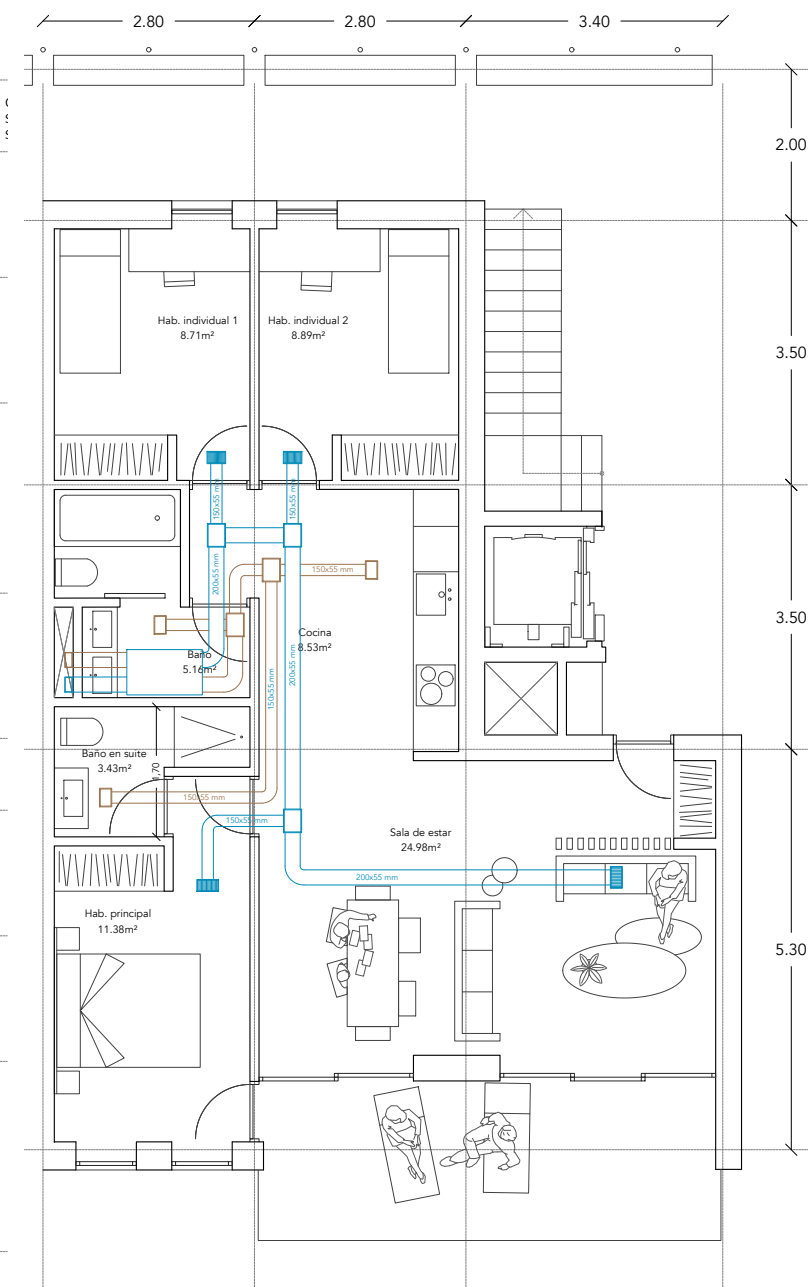 2.80
2.80
3.40
2.00
Hab. individual 1
8.71m²
Hab. individual 2
8.89m²
3.50
150x55 mm
150x55 mm
200x55 mm
150x55 mm
3.50
Cocina
8.53m²
Baño
5.16m²
200x55 mm
150x55 mm
Baño en suite
3.43m²
1,70
150x55 mm
150x55 mm
Sala de estar
24.98m²
200x55 mm
Hab. principal
11.38m²
5.30